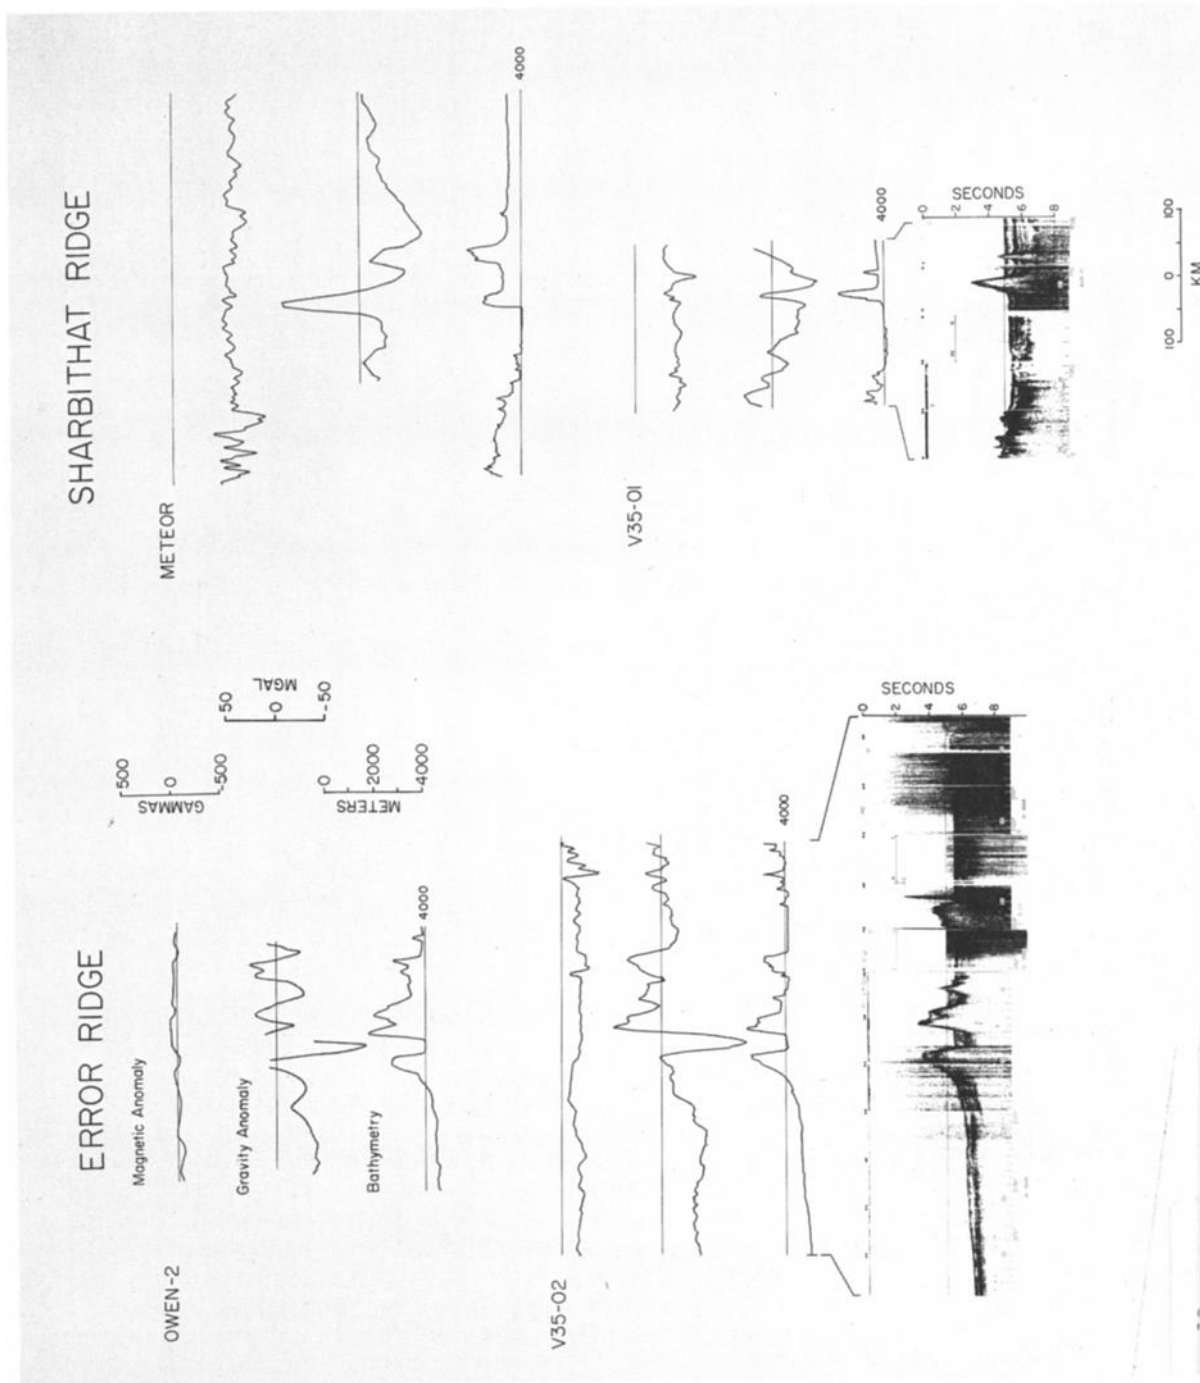 ERROR RIDGE
OWEN-2
Magnetic Anomaly
Gravity Anomaly
Bathymetry
4000
500
0
-500
GAMMAS
50
0
-50
MGAL
0
2000
4000
METERS
V35-02
4000
SECONDS
0
2
4
6
8
SHARBITHAT RIDGE
METEOR
4000
V35-01
4000
SECONDS
0
2
4
6
8
100
0
100
KM